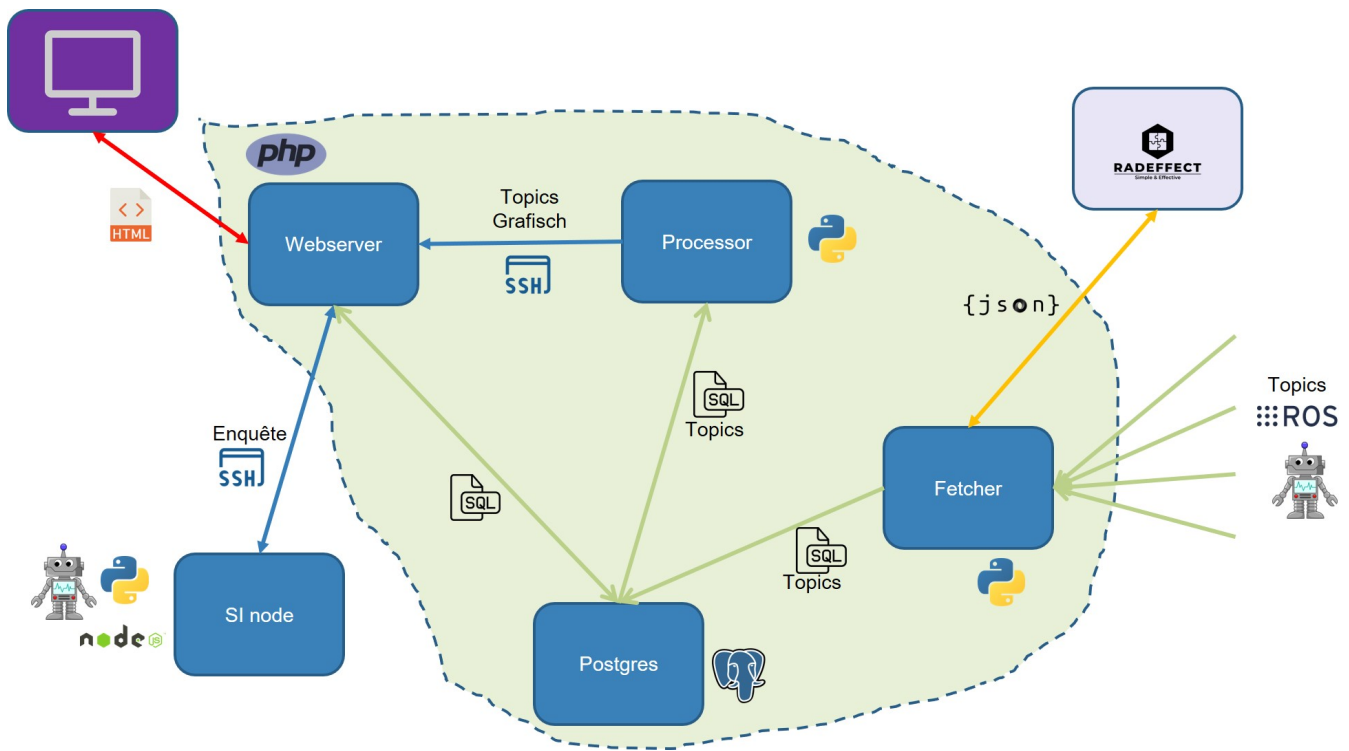 php
HTML
Webserver
Topics
Grafisch
SSH
Processor
RADEFFECT
Simple & Effective
{json}
Topics
ROS
Enquête
SSH
SQL
Topics
SQL
Fetcher
SQL
Topics
SI node
node
JS
Postgres